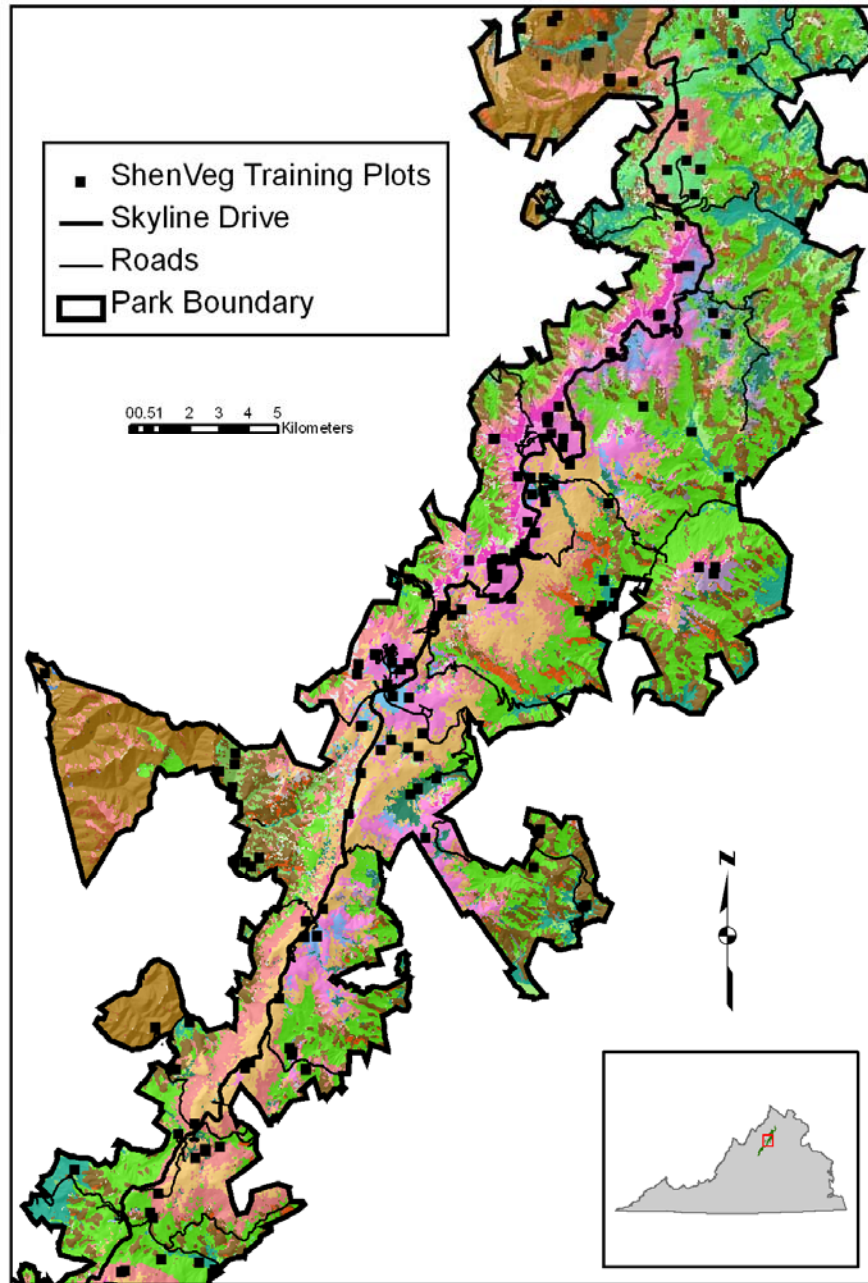 ShenVeg Training Plots
Skyline Drive
Roads
Park Boundary
00.51 2 3 4 5
Kilometers
N